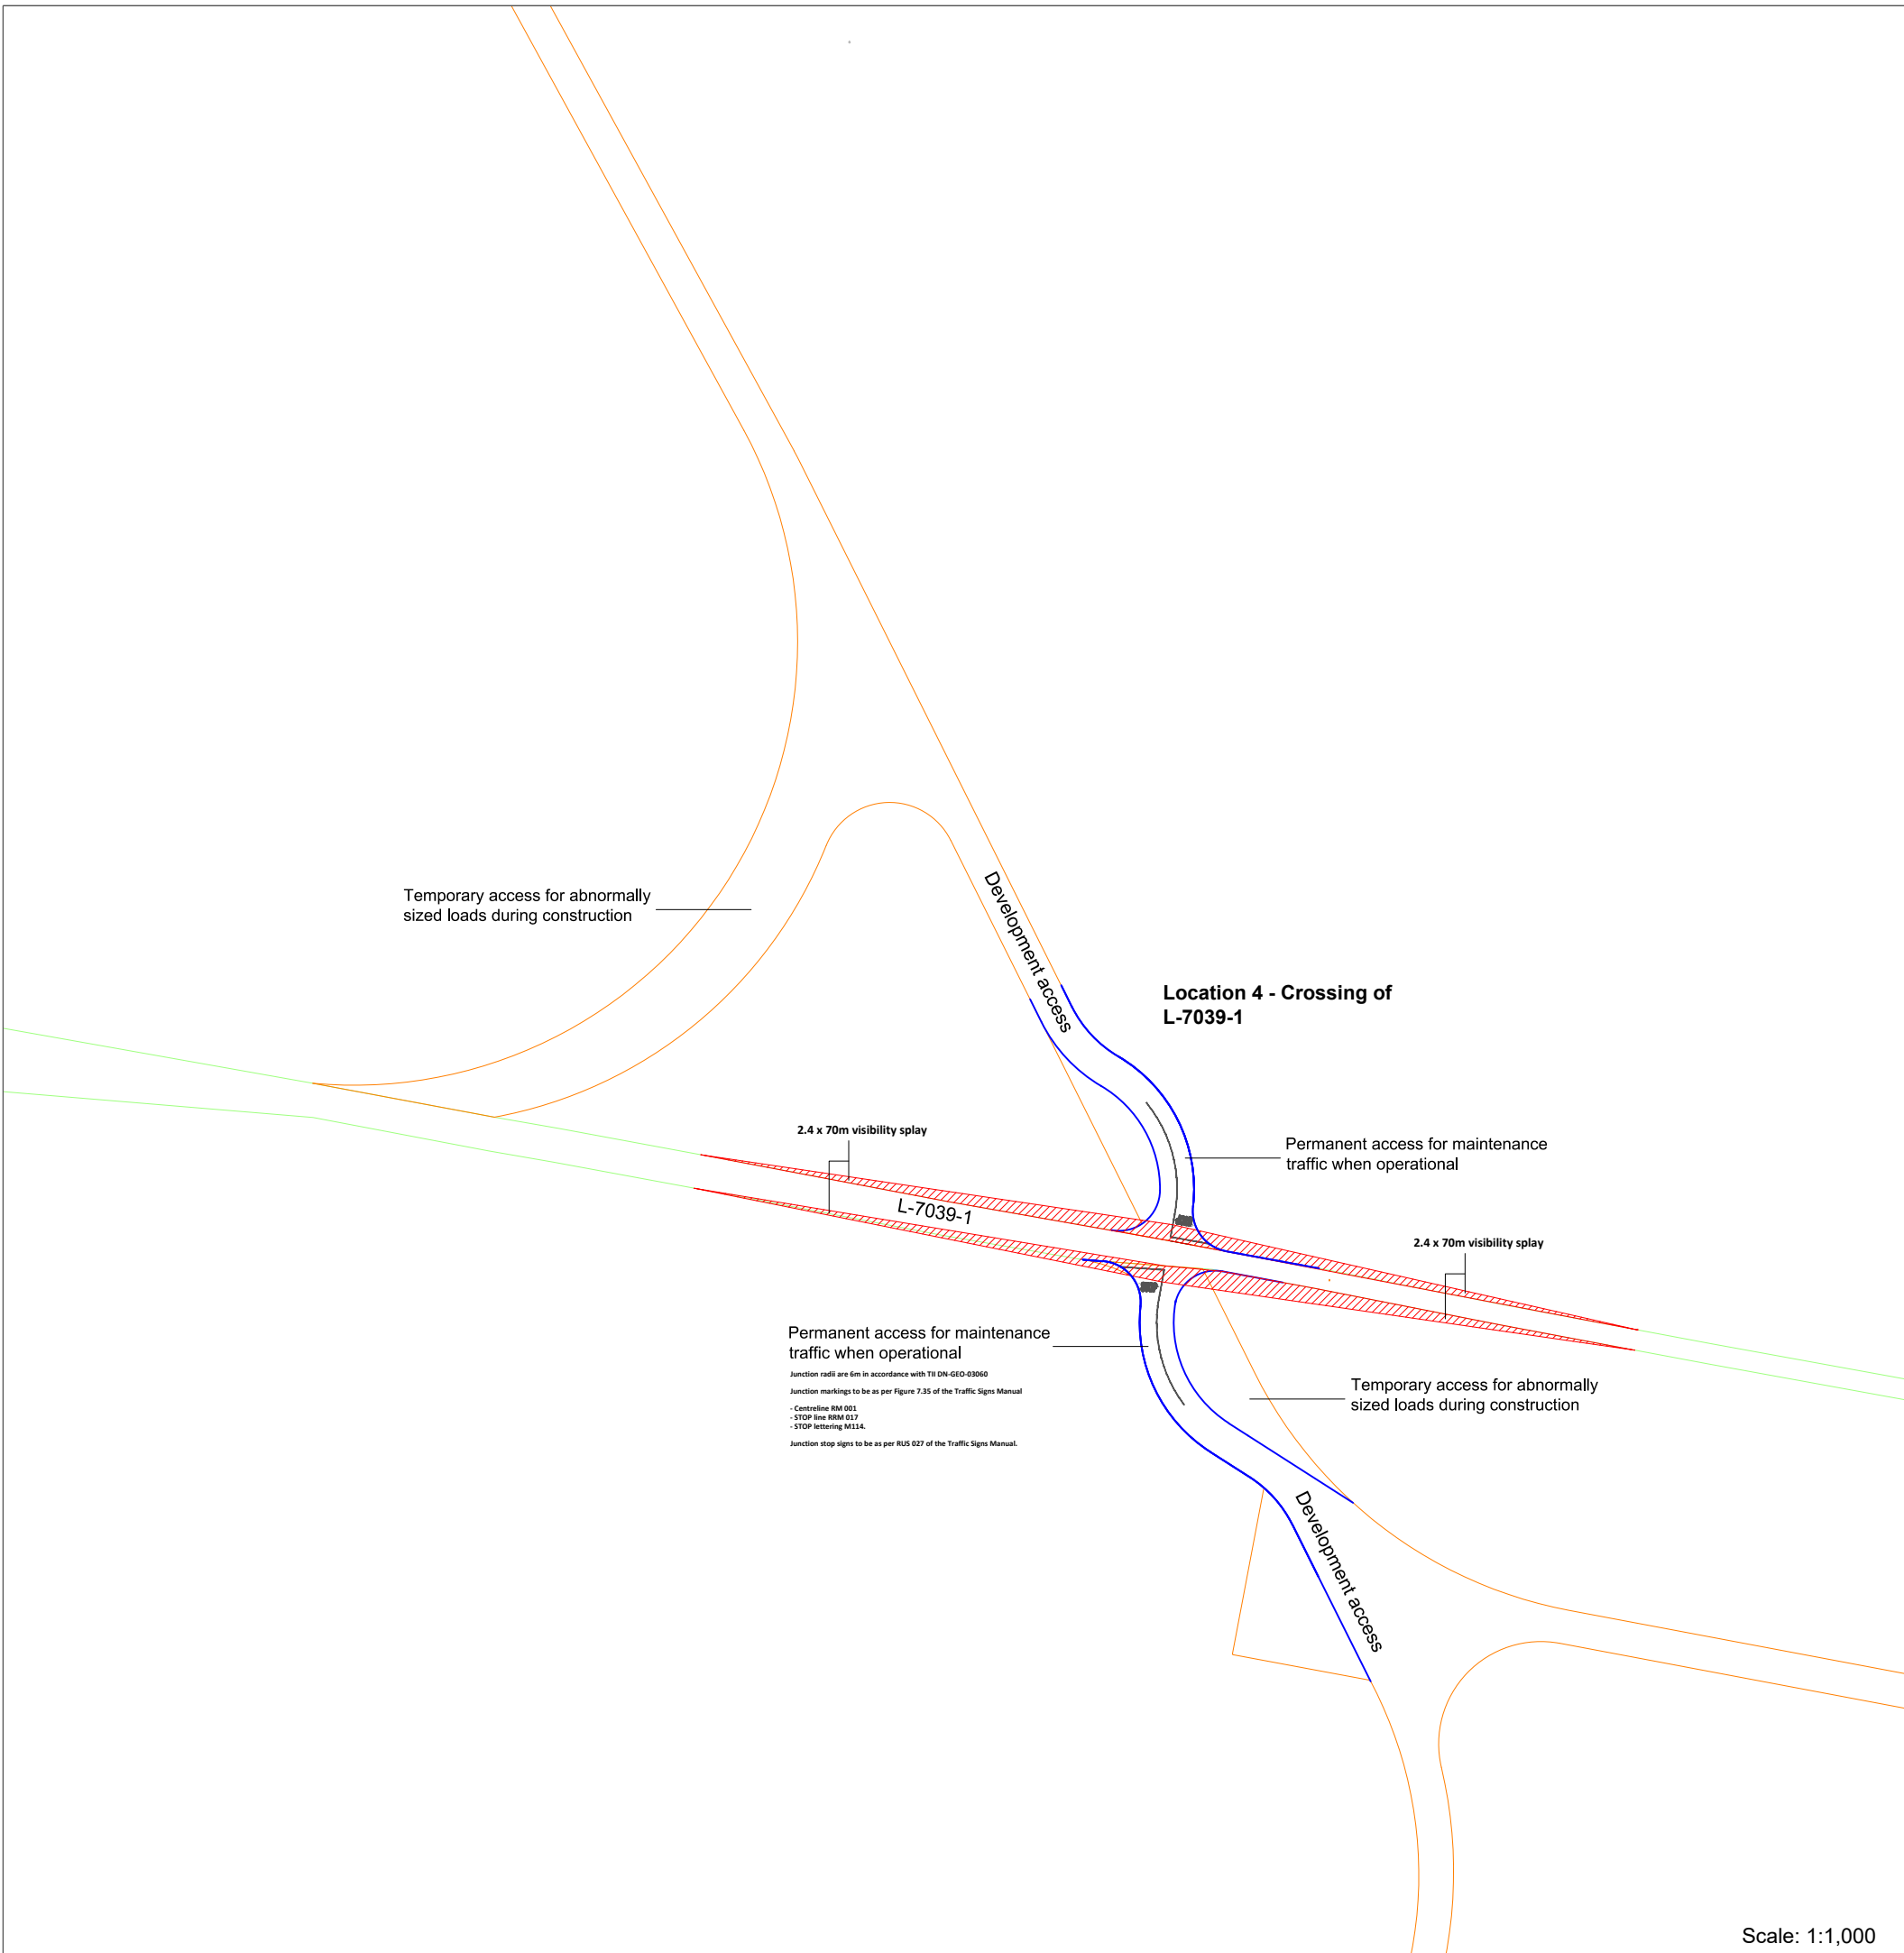 Development access
Temporary access for abnormally
sized loads during construction
Location 4 - Crossing of
L-7039-1
2.4 x 70m visibility splay
Permanent access for maintenance
traffic when operational
L-7039-1
2.4 x 70m visibility splay
Permanent access for maintenance
traffic when operational
Junction radii are 6m in accordance with TII DN-GEO-03060
Junction markings to be as per Figure 7.35 of the Traffic Signs Manual
- Centreline RM 001
- STOP line RRM 017
- STOP lettering M114.
Junction stop signs to be as per RUS 027 of the Traffic Signs Manual.
Temporary access for abnormally
sized loads during construction
Development access
Scale: 1:1,000